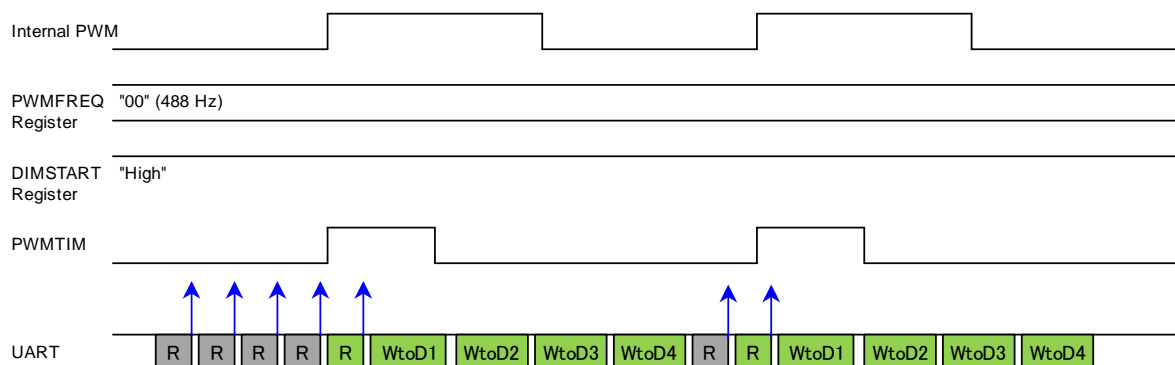 Internal PWM
PWMFREQ "00" (488 Hz)
Register
DIMSTART "High"
Register
PWMTIM
UART R R R R R WtoD1 WtoD2 WtoD3 WtoD4 R R WtoD1 WtoD2 WtoD3 WtoD4